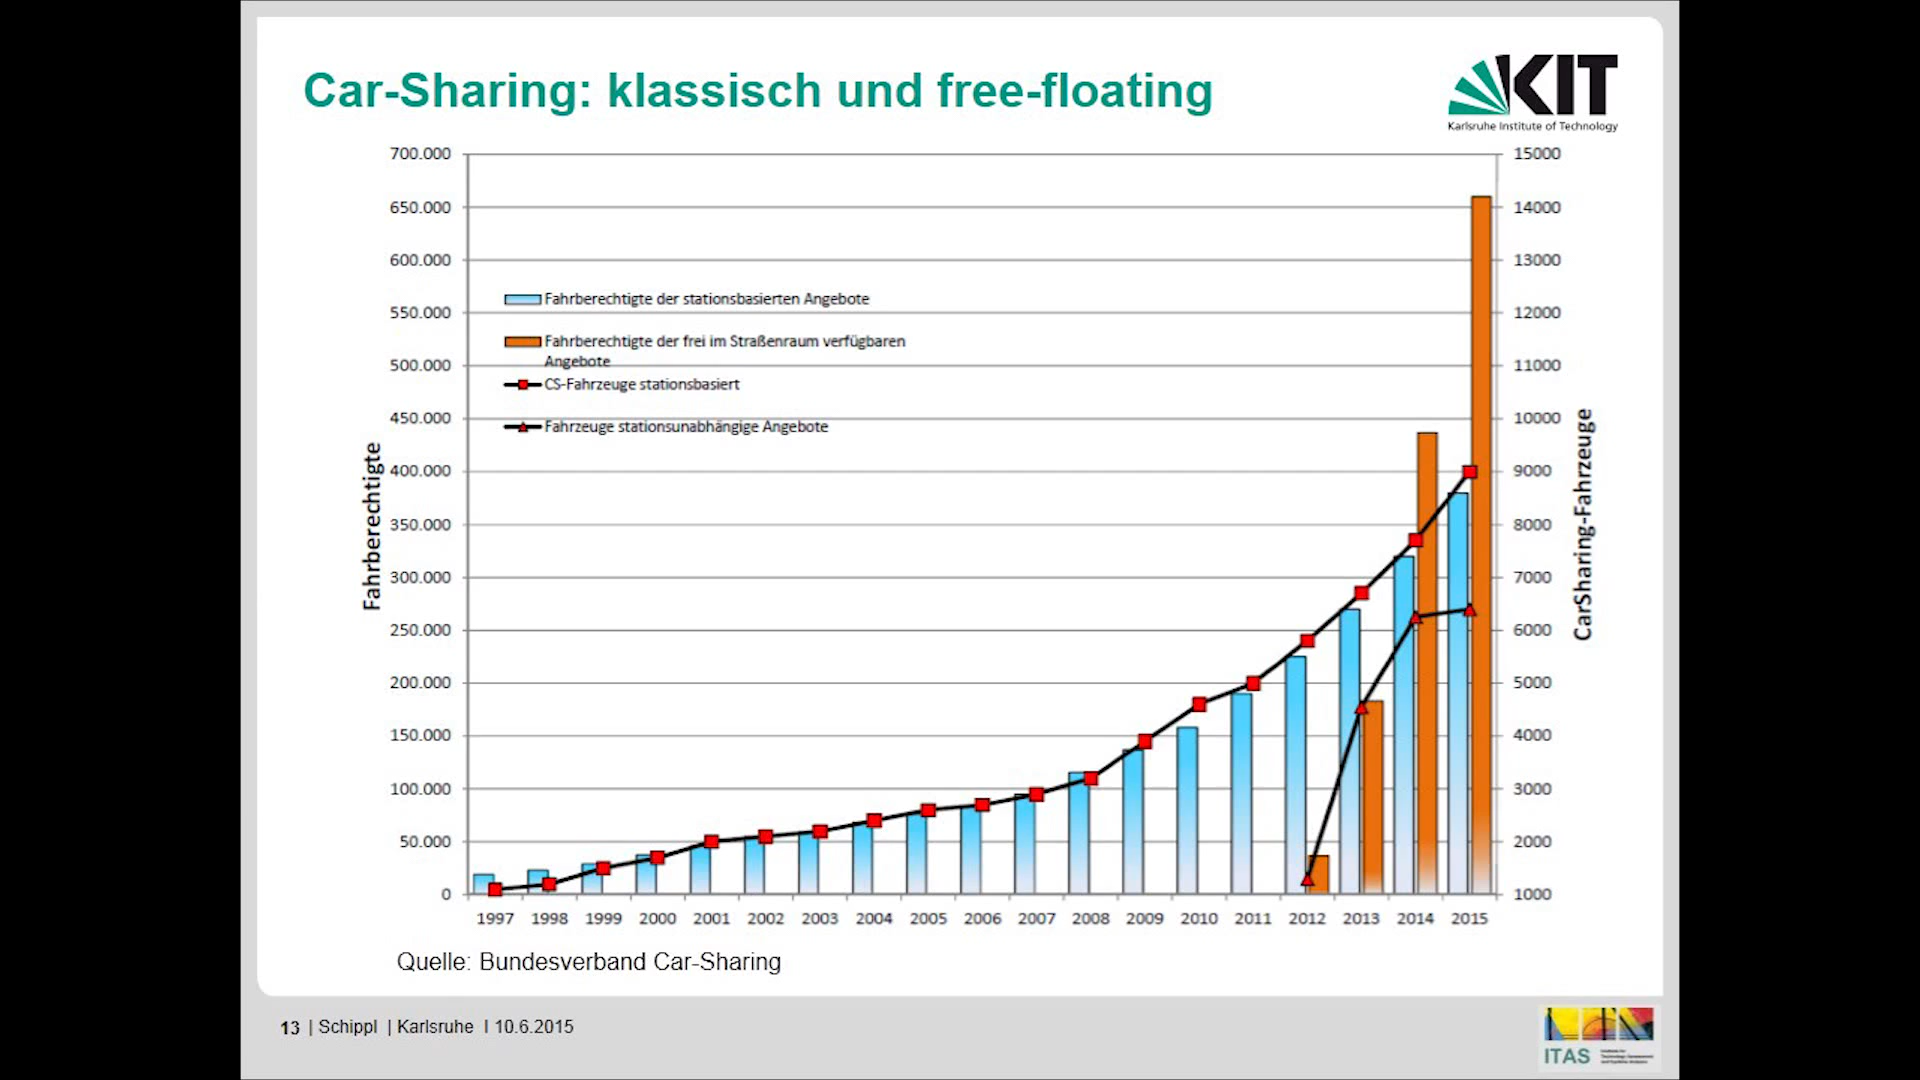 Car-Sharing: klassisch und free-floating
KIT
Karlsruhe Institute of Technology
700.000
650.000
600.000
550.000
500.000
450.000
400.000
350.000
300.000
250.000
200.000
150.000
100.000
50.000
0
Fahrberechtigte
Fahrberechtigte der stationsbasierten Angebote
Fahrberechtigte der frei im Straßenraum verfügbaren
Angebote
CS-Fahrzeuge stationsbasiert
Fahrzeuge stationsunabhängige Angebote
15000
14000
13000
12000
11000
10000
9000
8000
7000
6000
5000
4000
3000
2000
1000
CarSharing-Fahrzeuge
1997 1998 1999 2000 2001 2002 2003 2004 2005 2006 2007 2008 2009 2010 2011 2012 2013 2014 2015
Quelle: Bundesverband Car-Sharing
13 | Schippl | Karlsruhe I 10.6.2015
ITAS